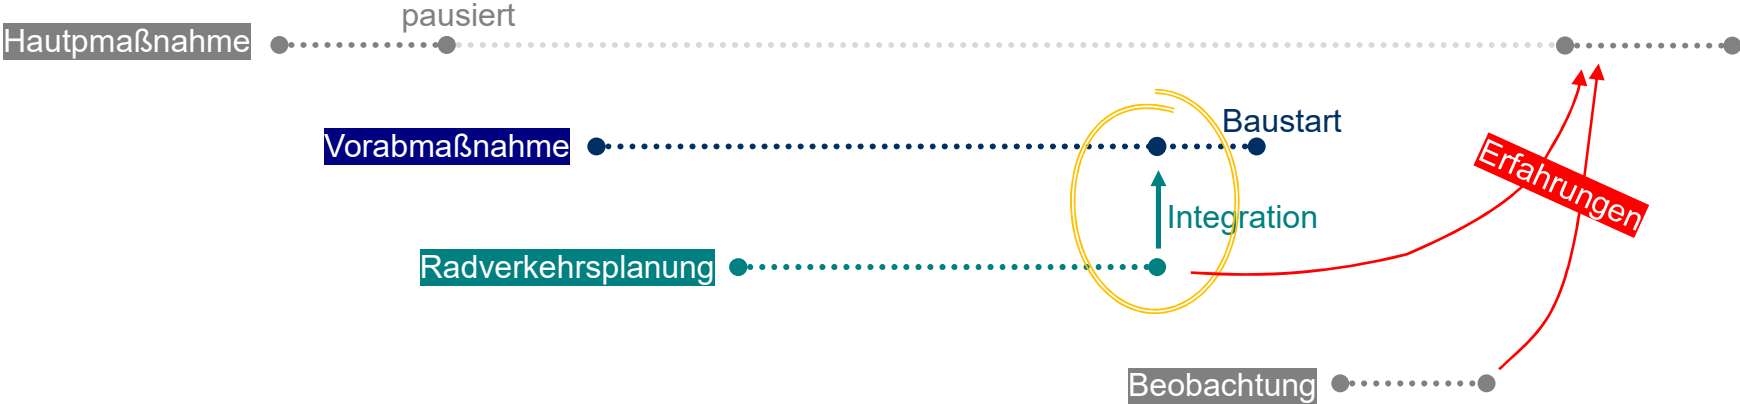 pausiert
Hautpmaßnahme
Baustart
Vorabmaßnahme
Erfahrungen
Integration
Radverkehrsplanung
Beobachtung